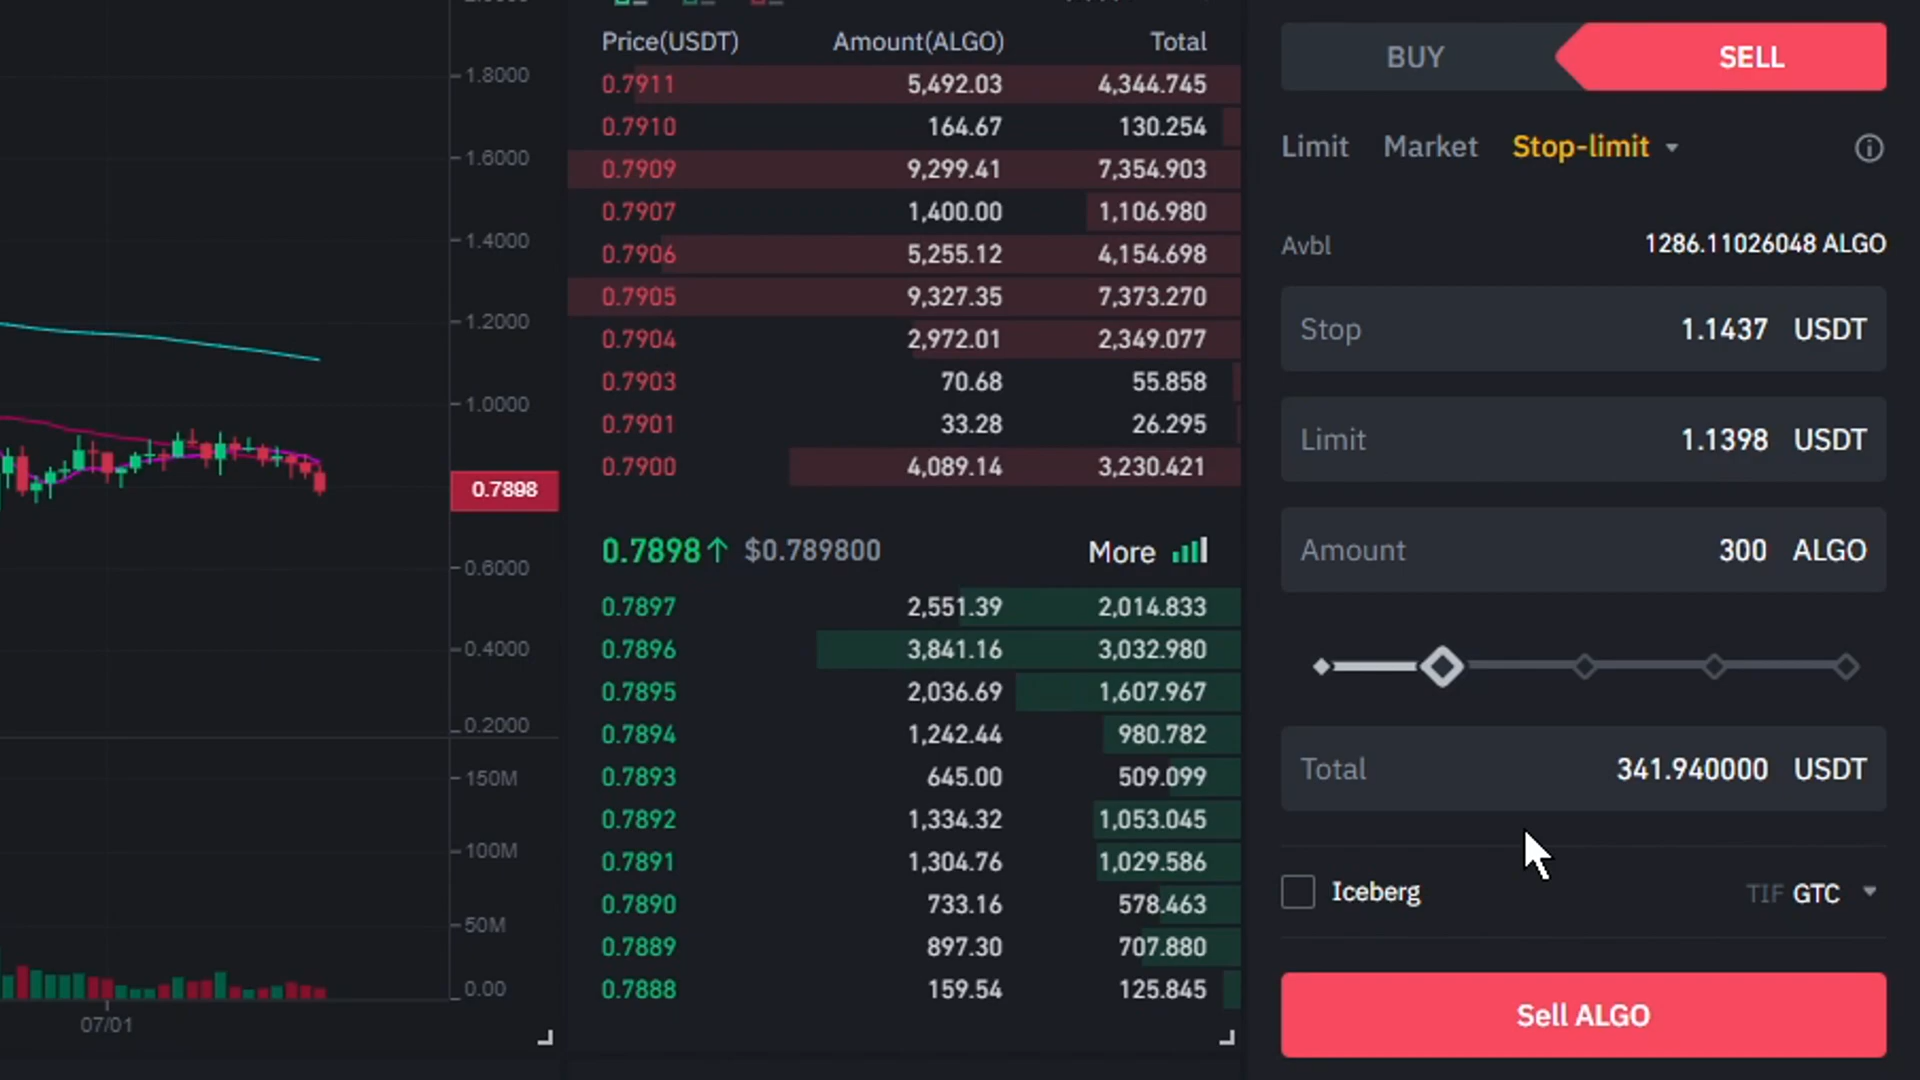 1.8000
1.6000
1.4000
1.2000
1.0000
0.7898
0.6000
0.4000
0.2000
150M
100M
50M
0.00
07/01
Price(USDT) Amount(ALGO) Total
0.7911 5,492.03 4,344.745
0.7910 164.67 130.254
0.7909 9,299.41 7,354.903
0.7907 1,400.00 1,106.980
0.7906 5,255.12 4,154.698
0.7905 9,327.35 7,373.270
0.7904 2,972.01 2,349.077
0.7903 70.68 55.858
0.7901 33.28 26.295
0.7900 4,089.14 3,230.421
0.7898↑ $0.789800 More
0.7897 2,551.39 2,014.833
0.7896 3,841.16 3,032.980
0.7895 2,036.69 1,607.967
0.7894 1,242.44 980.782
0.7893 645.00 509.099
0.7892 1,334.32 1,053.045
0.7891 1,304.76 1,029.586
0.7890 733.16 578.463
0.7889 897.30 707.880
0.7888 159.54 125.845
BUY SELL
Limit Market Stop-limit
Avbl 1286.11026048 ALGO
Stop 1.1437 USDT
Limit 1.1398 USDT
Amount 300 ALGO
Total 341.940000 USDT
Iceberg TIF GTC
Sell ALGO